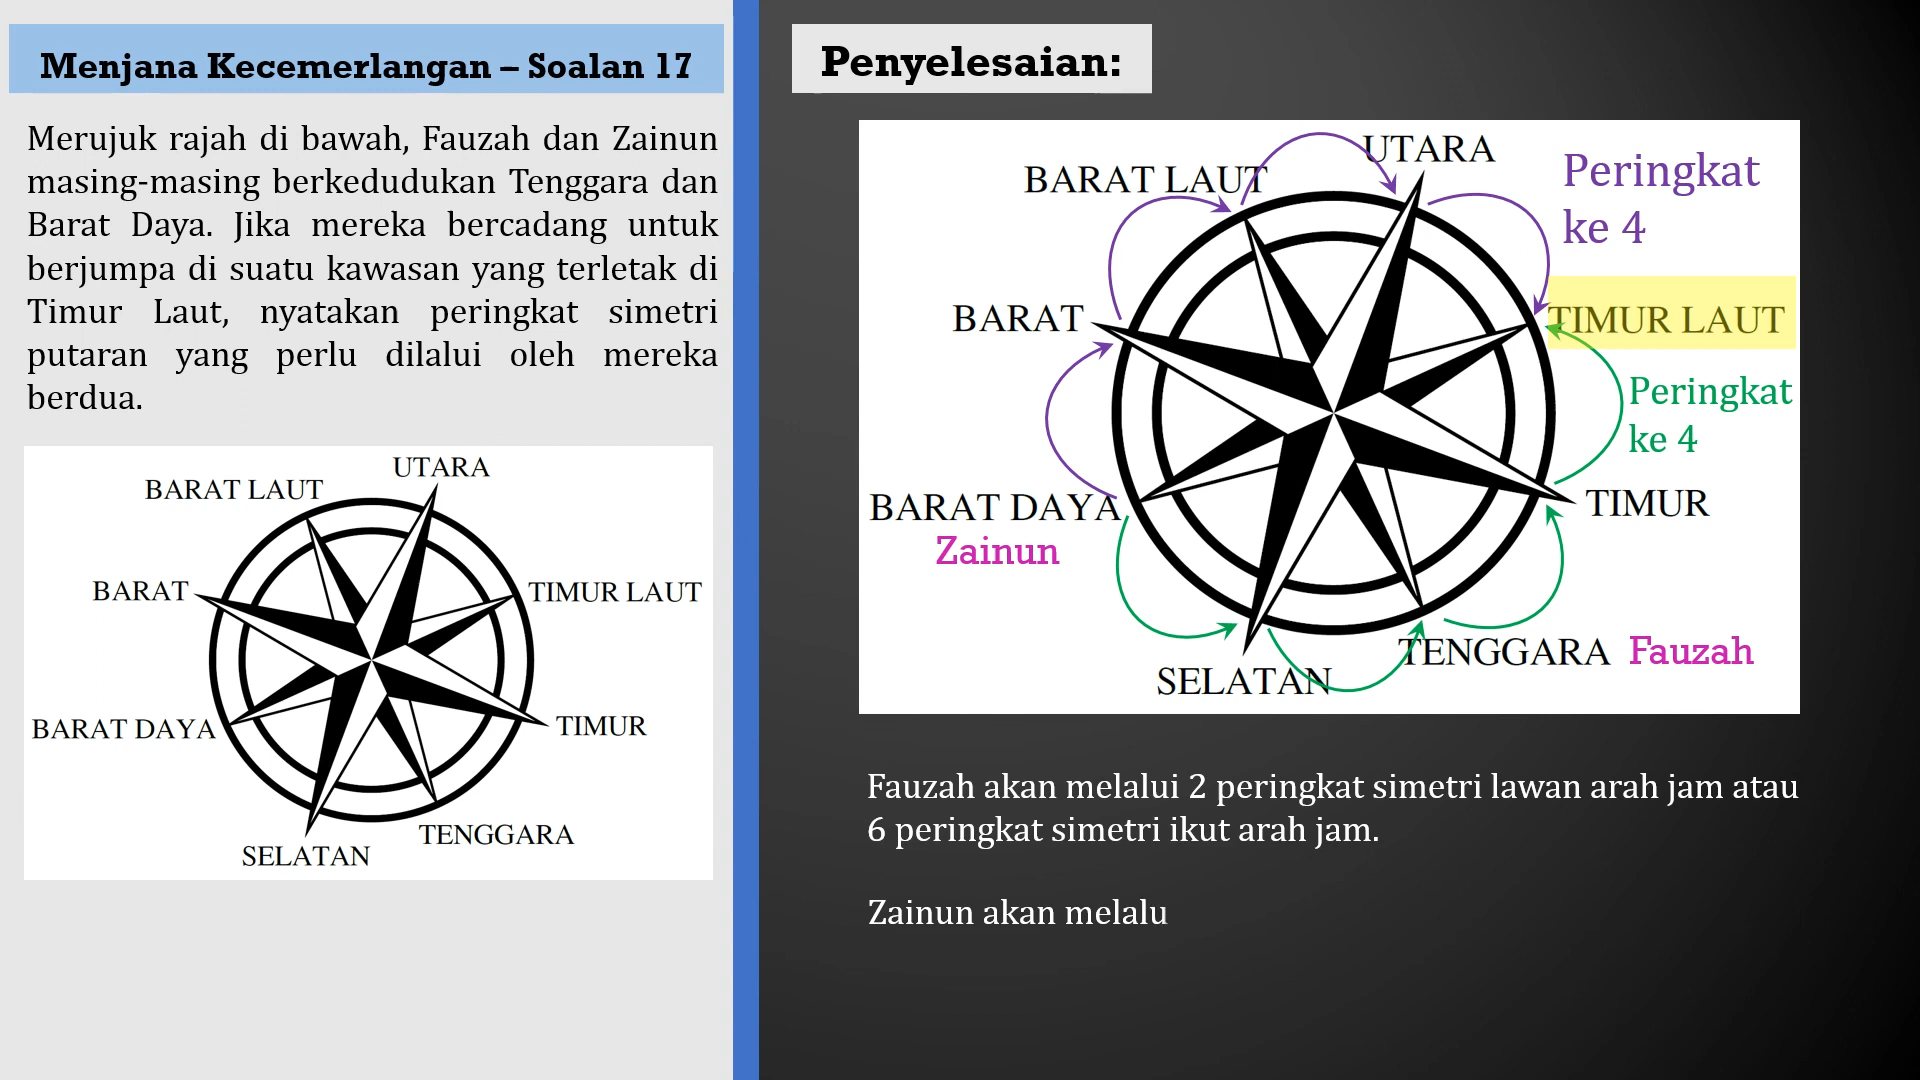 Menjana Kecemerlangan – Soalan 17
Merujuk rajah di bawah, Fauzah dan Zainun
masing-masing berkedudukan Tenggara dan
Barat Daya. Jika mereka bercadang untuk
berjumpa di suatu kawasan yang terletak di
Timur Laut, nyatakan peringkat simetri
putaran yang perlu dilalui oleh mereka
berdua.
UTARA
BARAT LAUT
BARAT
TIMUR LAUT
BARAT DAYA
TIMUR
TENGGARA
SELATAN
Penyelesaian:
UTARA
BARAT LAUT
Peringkat
ke 4
BARAT
TIMUR LAUT
Peringkat
ke 4
BARAT DAYA
TIMUR
Zainun
TENGGARA
Fauzah
SELATAN
Fauzah akan melalui 2 peringkat simetri lawan arah jam atau
6 peringkat simetri ikut arah jam.
Zainun akan melalu